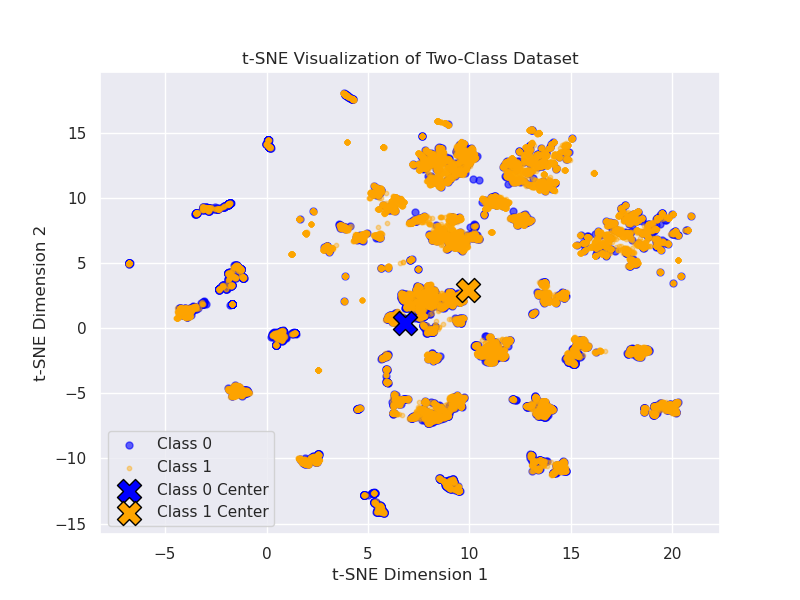 t-SNE Visualization of Two-Class Dataset
15
10
5
0
−5
−10
−15
t-SNE Dimension 2
Class 0
Class 1
Class 0 Center
Class 1 Center
−5 0 5 10 15 20
t-SNE Dimension 1